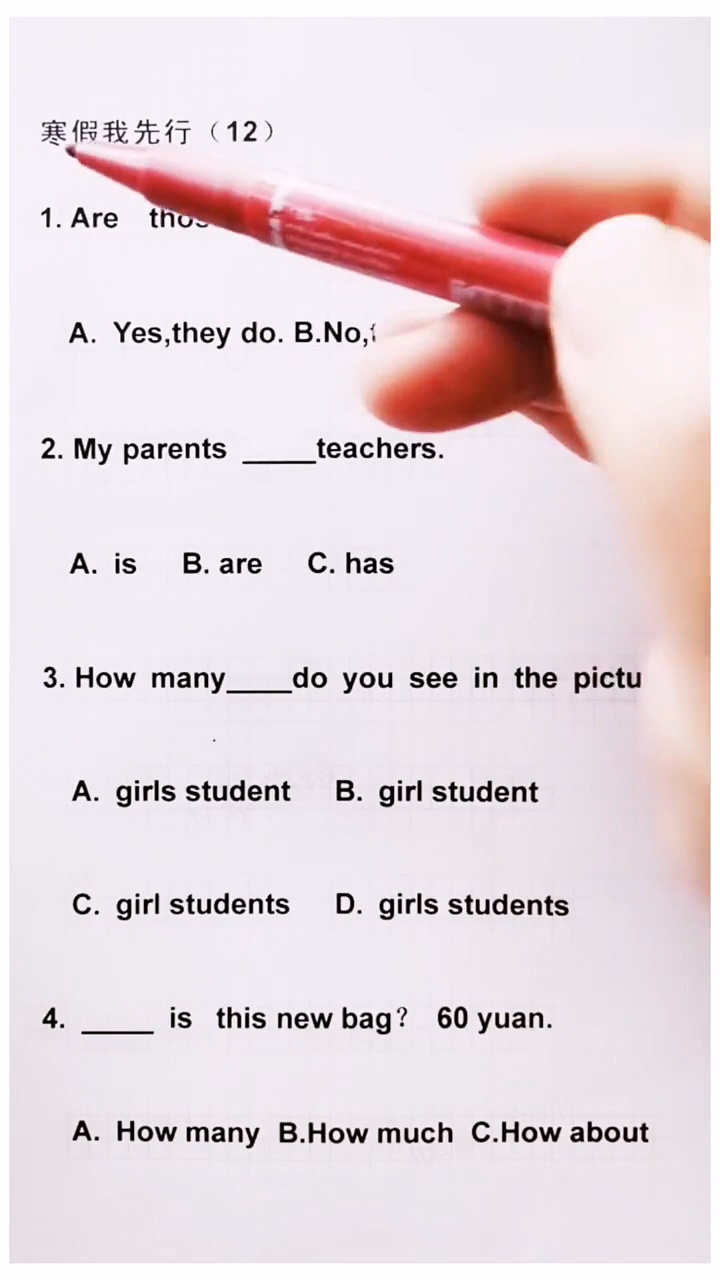 寒假我先行（12）
1. Are
A. Yes,they do. B.No,
2. My parents _____teachers.
A. is B. are C. has
3. How many____do you see in the
A. girls student B. girl student
C. girl students D. girls students
4. _____ is this new bag？ 60 yuan.
A. How many B.How much C.How about